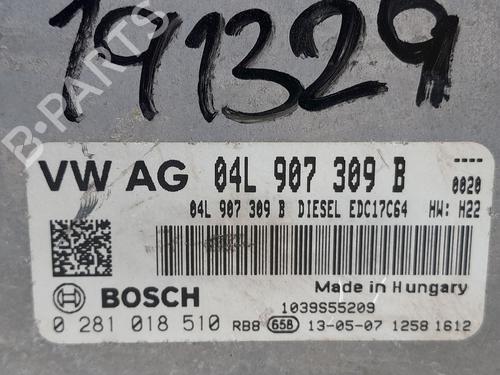 191329
B-PARTS
VW AG 04L 907 309 B ----
0020
04L 907 309 B DIESEL EDC17C64 HW: H22
Made in Hungary
BOSCH 1039S55209
0 281 018 510 RB8 658 13-05-07 1258 1612